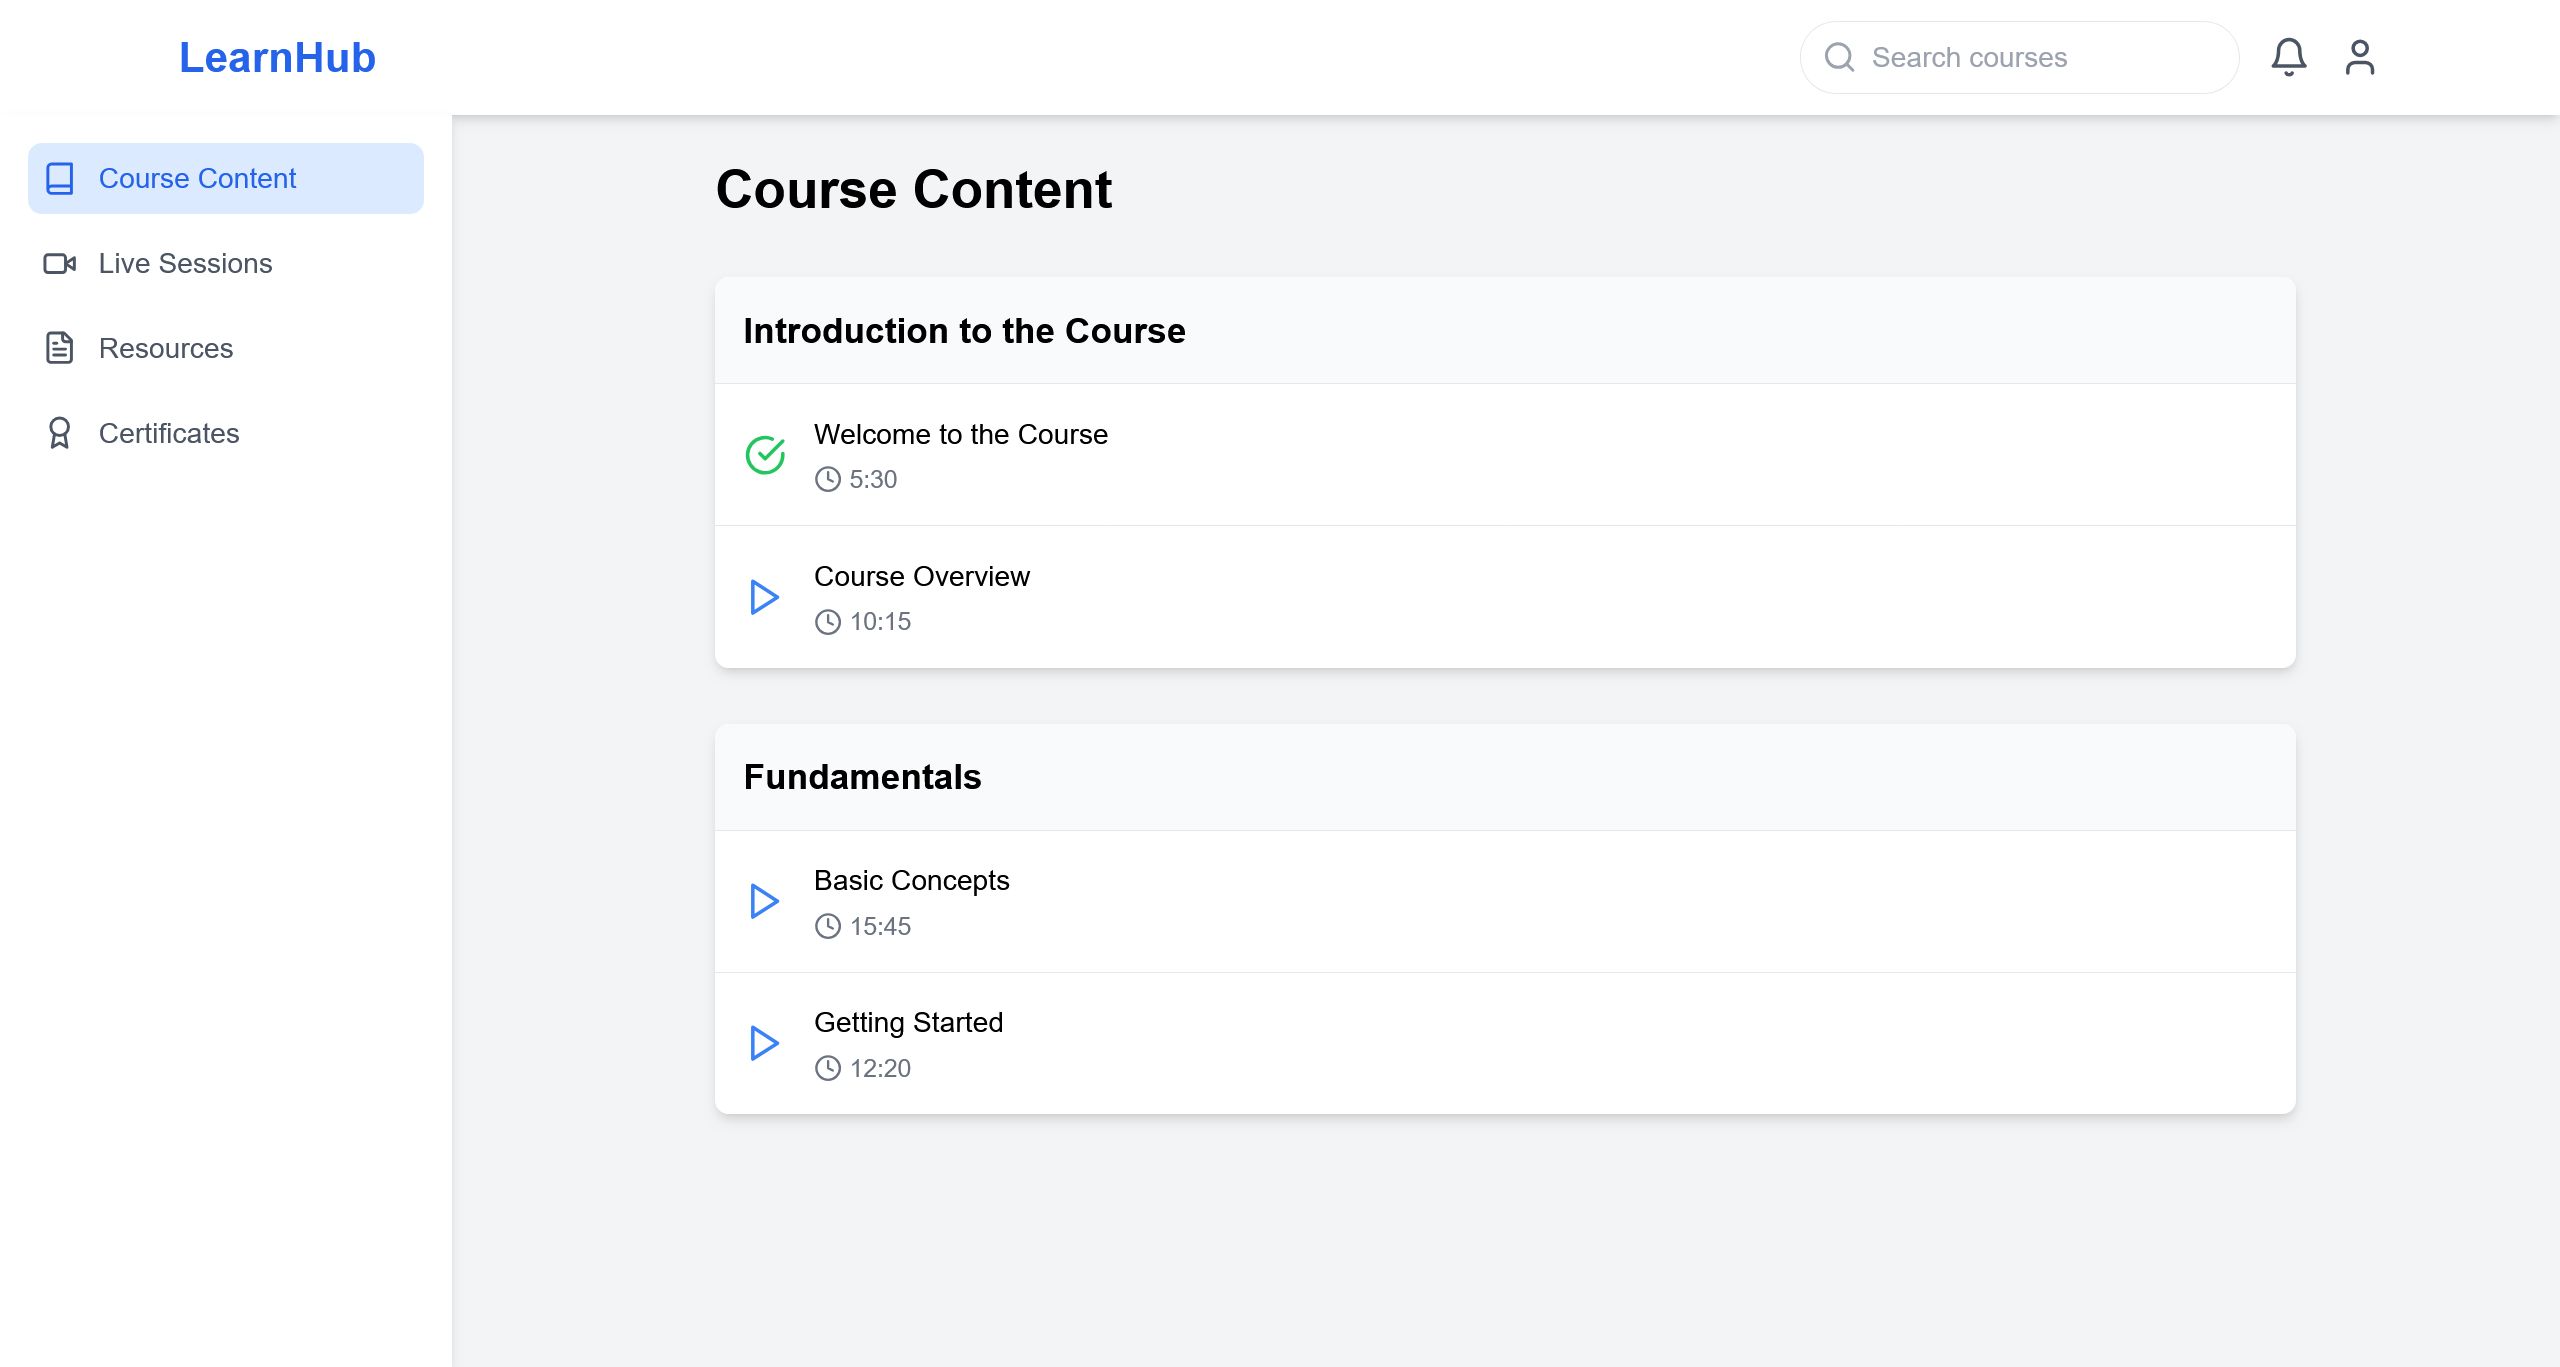 LearnHub
Search courses
Course Content
Live Sessions
Resources
Certificates
Course Content
Introduction to the Course
Welcome to the Course
5:30
Course Overview
10:15
Fundamentals
Basic Concepts
15:45
Getting Started
12:20